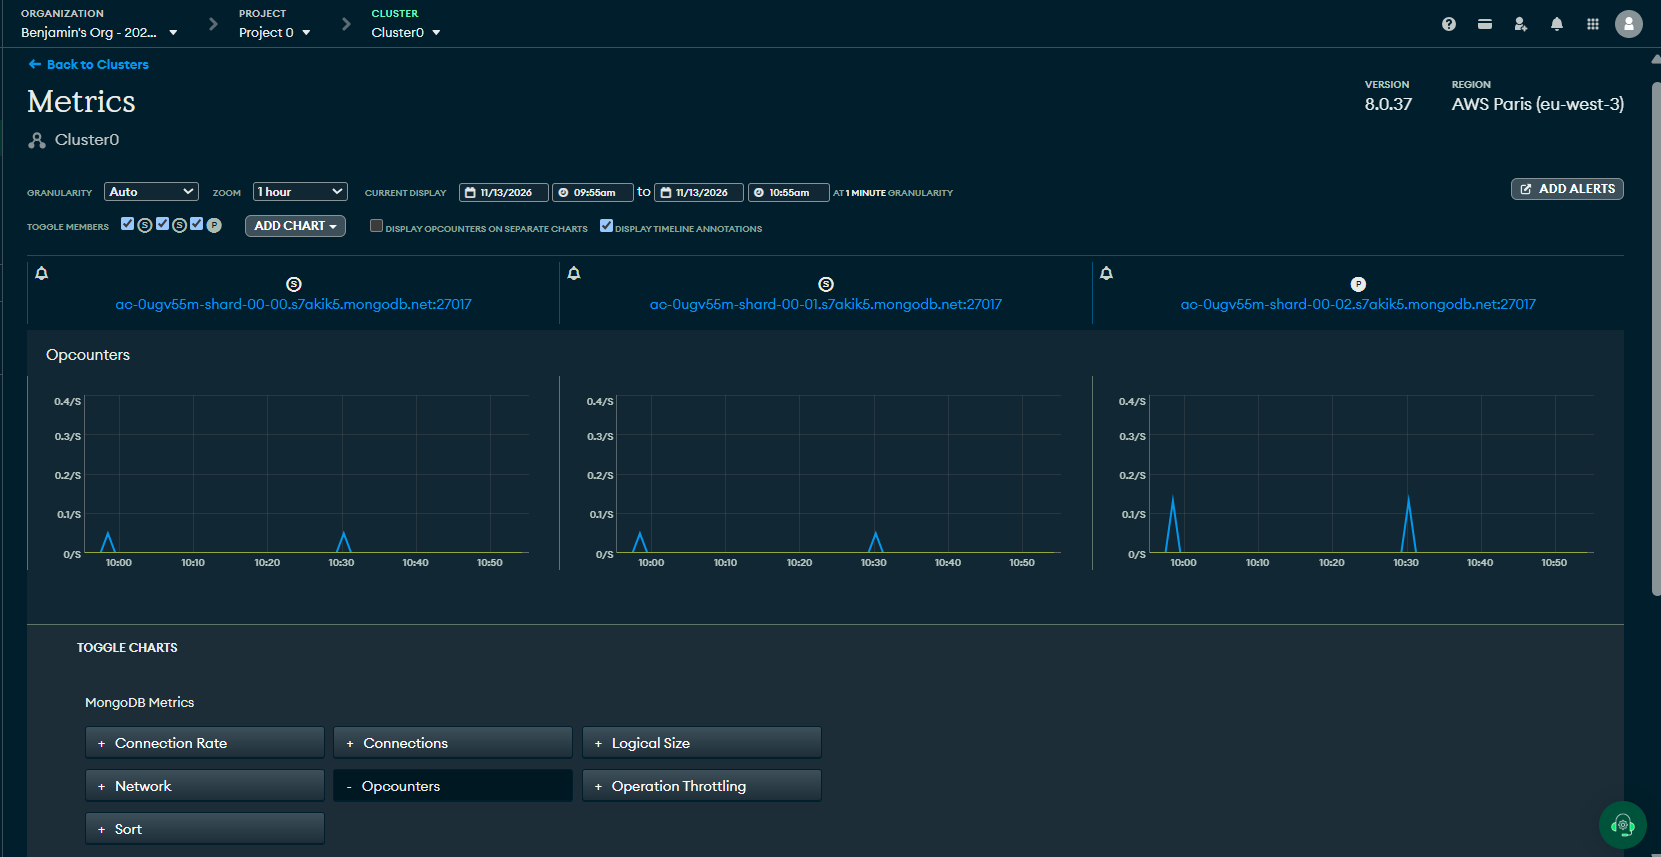 ORGANIZATION
Benjamin's Org - 202...
PROJECT
Project 0
CLUSTER
Cluster0
Back to Clusters
Metrics
Cluster0
VERSION
8.0.37
REGION
AWS Paris (eu-west-3)
GRANULARITY Auto ZOOM 1 hour CURRENT DISPLAY 11/13/2026 09:55am to 11/13/2026 10:55am AT 1 MINUTE GRANULARITY
ADD ALERTS
TOGGLE MEMBERS S S P ADD CHART DISPLAY OPCOUNTERS ON SEPARATE CHARTS DISPLAY TIMELINE ANNOTATIONS
S
ac-0ugv55m-shard-00-00.s7akik5.mongodb.net:27017
S
ac-0ugv55m-shard-00-01.s7akik5.mongodb.net:27017
P
ac-0ugv55m-shard-00-02.s7akik5.mongodb.net:27017
Opcounters
0.4/S
0.3/S
0.2/S
0.1/S
0/S
10:00 10:10 10:20 10:30 10:40 10:50
0.4/S
0.3/S
0.2/S
0.1/S
0/S
10:00 10:10 10:20 10:30 10:40 10:50
0.4/S
0.3/S
0.2/S
0.1/S
0/S
10:00 10:10 10:20 10:30 10:40 10:50
TOGGLE CHARTS
MongoDB Metrics
+ Connection Rate
+ Connections
+ Logical Size
+ Network
- Opcounters
+ Operation Throttling
+ Sort